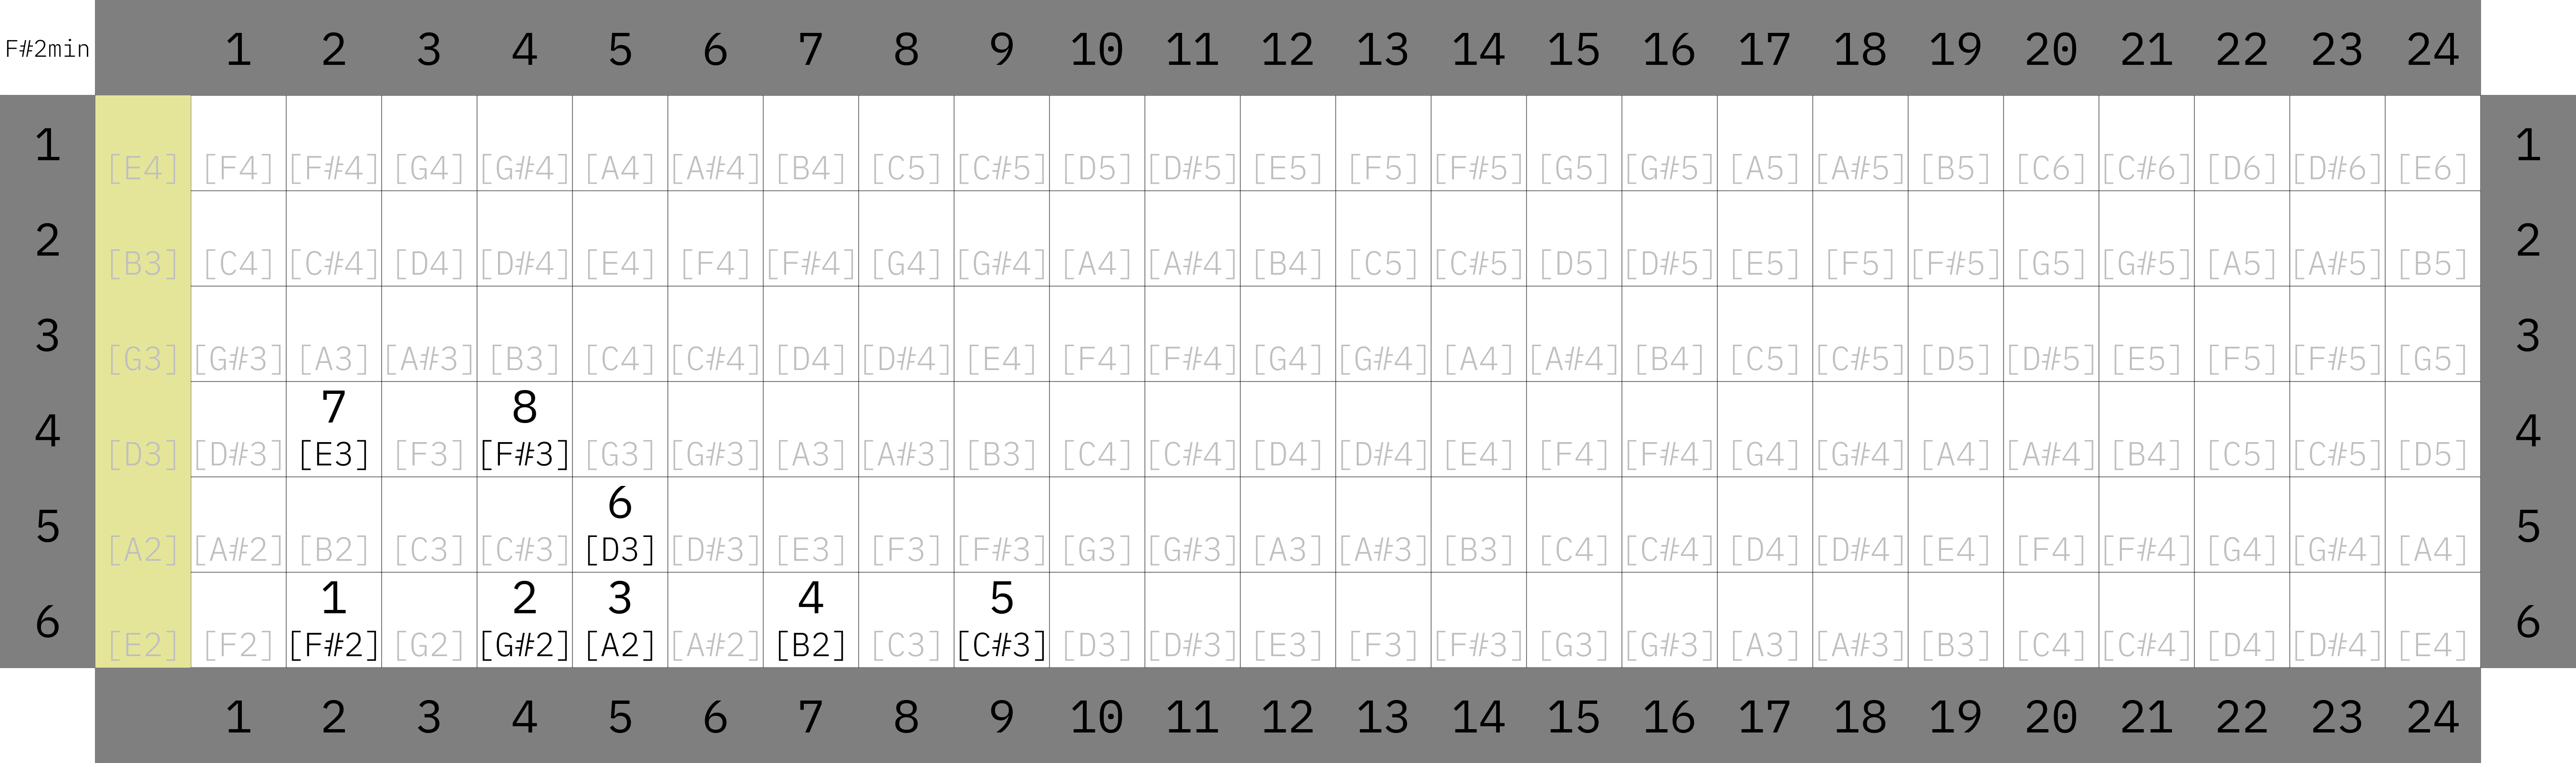 F#2min 1 2 3 4 5 6 7 8 9 10 11 12 13 14 15 16 17 18 19 20 21 22 23 24
1 [E4] [F4] [F#4] [G4] [G#4] [A4] [A#4] [B4] [C5] [C#5] [D5] [D#5] [E5] [F5] [F#5] [G5] [G#5] [A5] [A#5] [B5] [C6] [C#6] [D6] [D#6] [E6] 1
2 [B3] [C4] [C#4] [D4] [D#4] [E4] [F4] [F#4] [G4] [G#4] [A4] [A#4] [B4] [C5] [C#5] [D5] [D#5] [E5] [F5] [F#5] [G5] [G#5] [A5] [A#5] [B5] 2
3 [G3] [G#3] [A3] [A#3] [B3] [C4] [C#4] [D4] [D#4] [E4] [F4] [F#4] [G4] [G#4] [A4] [A#4] [B4] [C5] [C#5] [D5] [D#5] [E5] [F5] [F#5] [G5] 3
7 8
4 [D3] [D#3] [E3] [F3] [F#3] [G3] [G#3] [A3] [A#3] [B3] [C4] [C#4] [D4] [D#4] [E4] [F4] [F#4] [G4] [G#4] [A4] [A#4] [B4] [C5] [C#5] [D5] 4
6
5 [A2] [A#2] [B2] [C3] [C#3] [D3] [D#3] [E3] [F3] [F#3] [G3] [G#3] [A3] [A#3] [B3] [C4] [C#4] [D4] [D#4] [E4] [F4] [F#4] [G4] [G#4] [A4] 5
1 2 3 4 5
6 [E2] [F2] [F#2] [G2] [G#2] [A2] [A#2] [B2] [C3] [C#3] [D3] [D#3] [E3] [F3] [F#3] [G3] [G#3] [A3] [A#3] [B3] [C4] [C#4] [D4] [D#4] [E4] 6
1 2 3 4 5 6 7 8 9 10 11 12 13 14 15 16 17 18 19 20 21 22 23 24